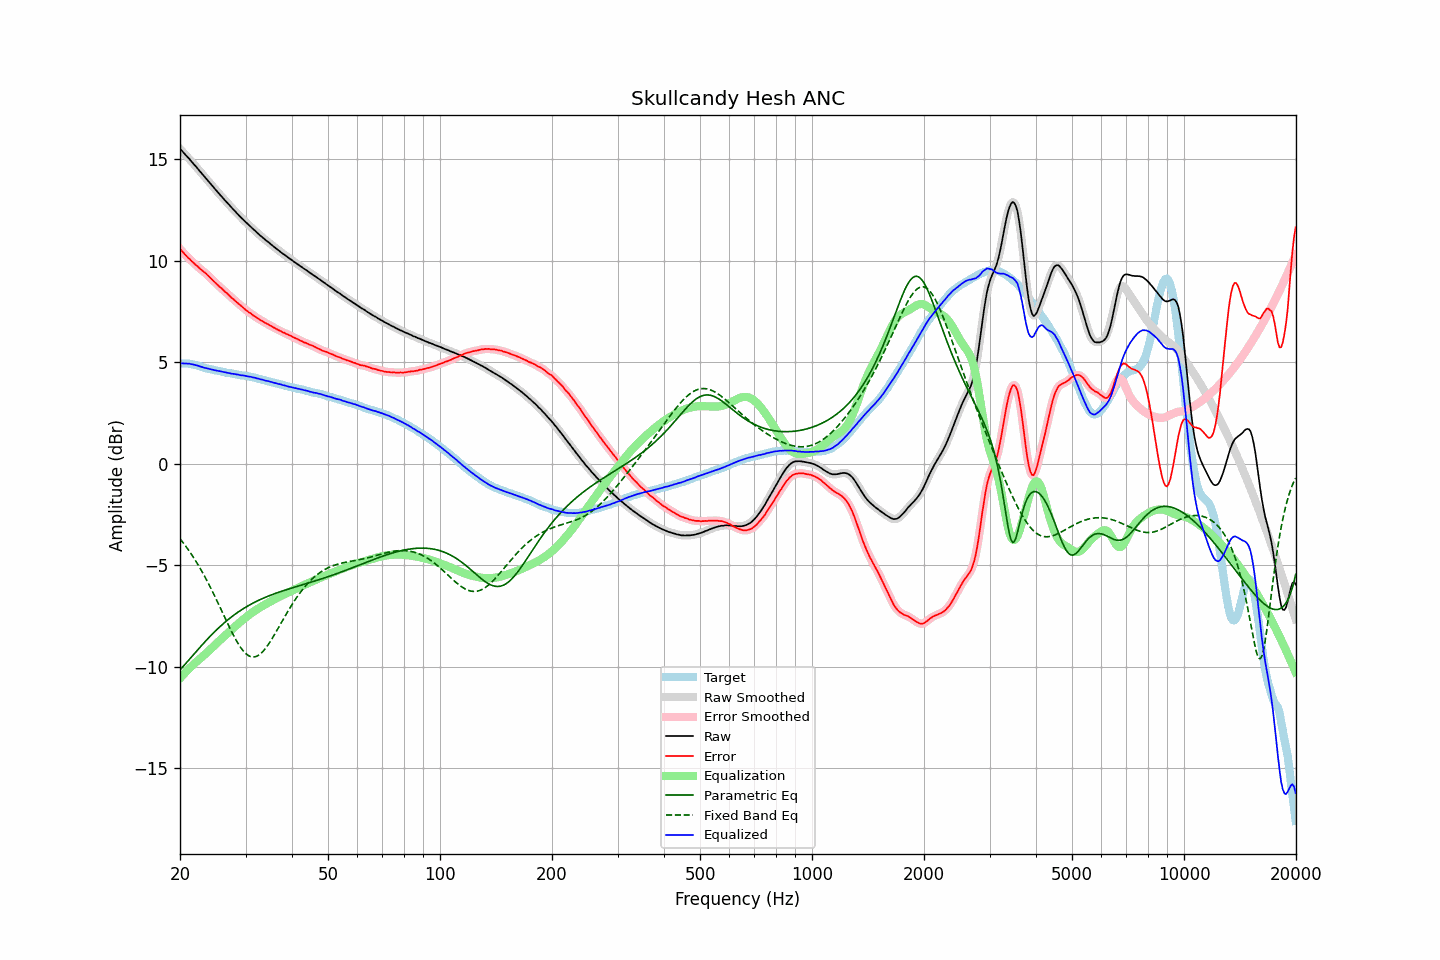 Skullcandy Hesh ANC
Amplitude (dBr)
15
10
5
0
−5
−10
−15
Target
Raw Smoothed
Error Smoothed
Raw
Error
Equalization
Parametric Eq
Fixed Band Eq
Equalized
20 50 100 200 500 1000 2000 5000 10000 20000
Frequency (Hz)